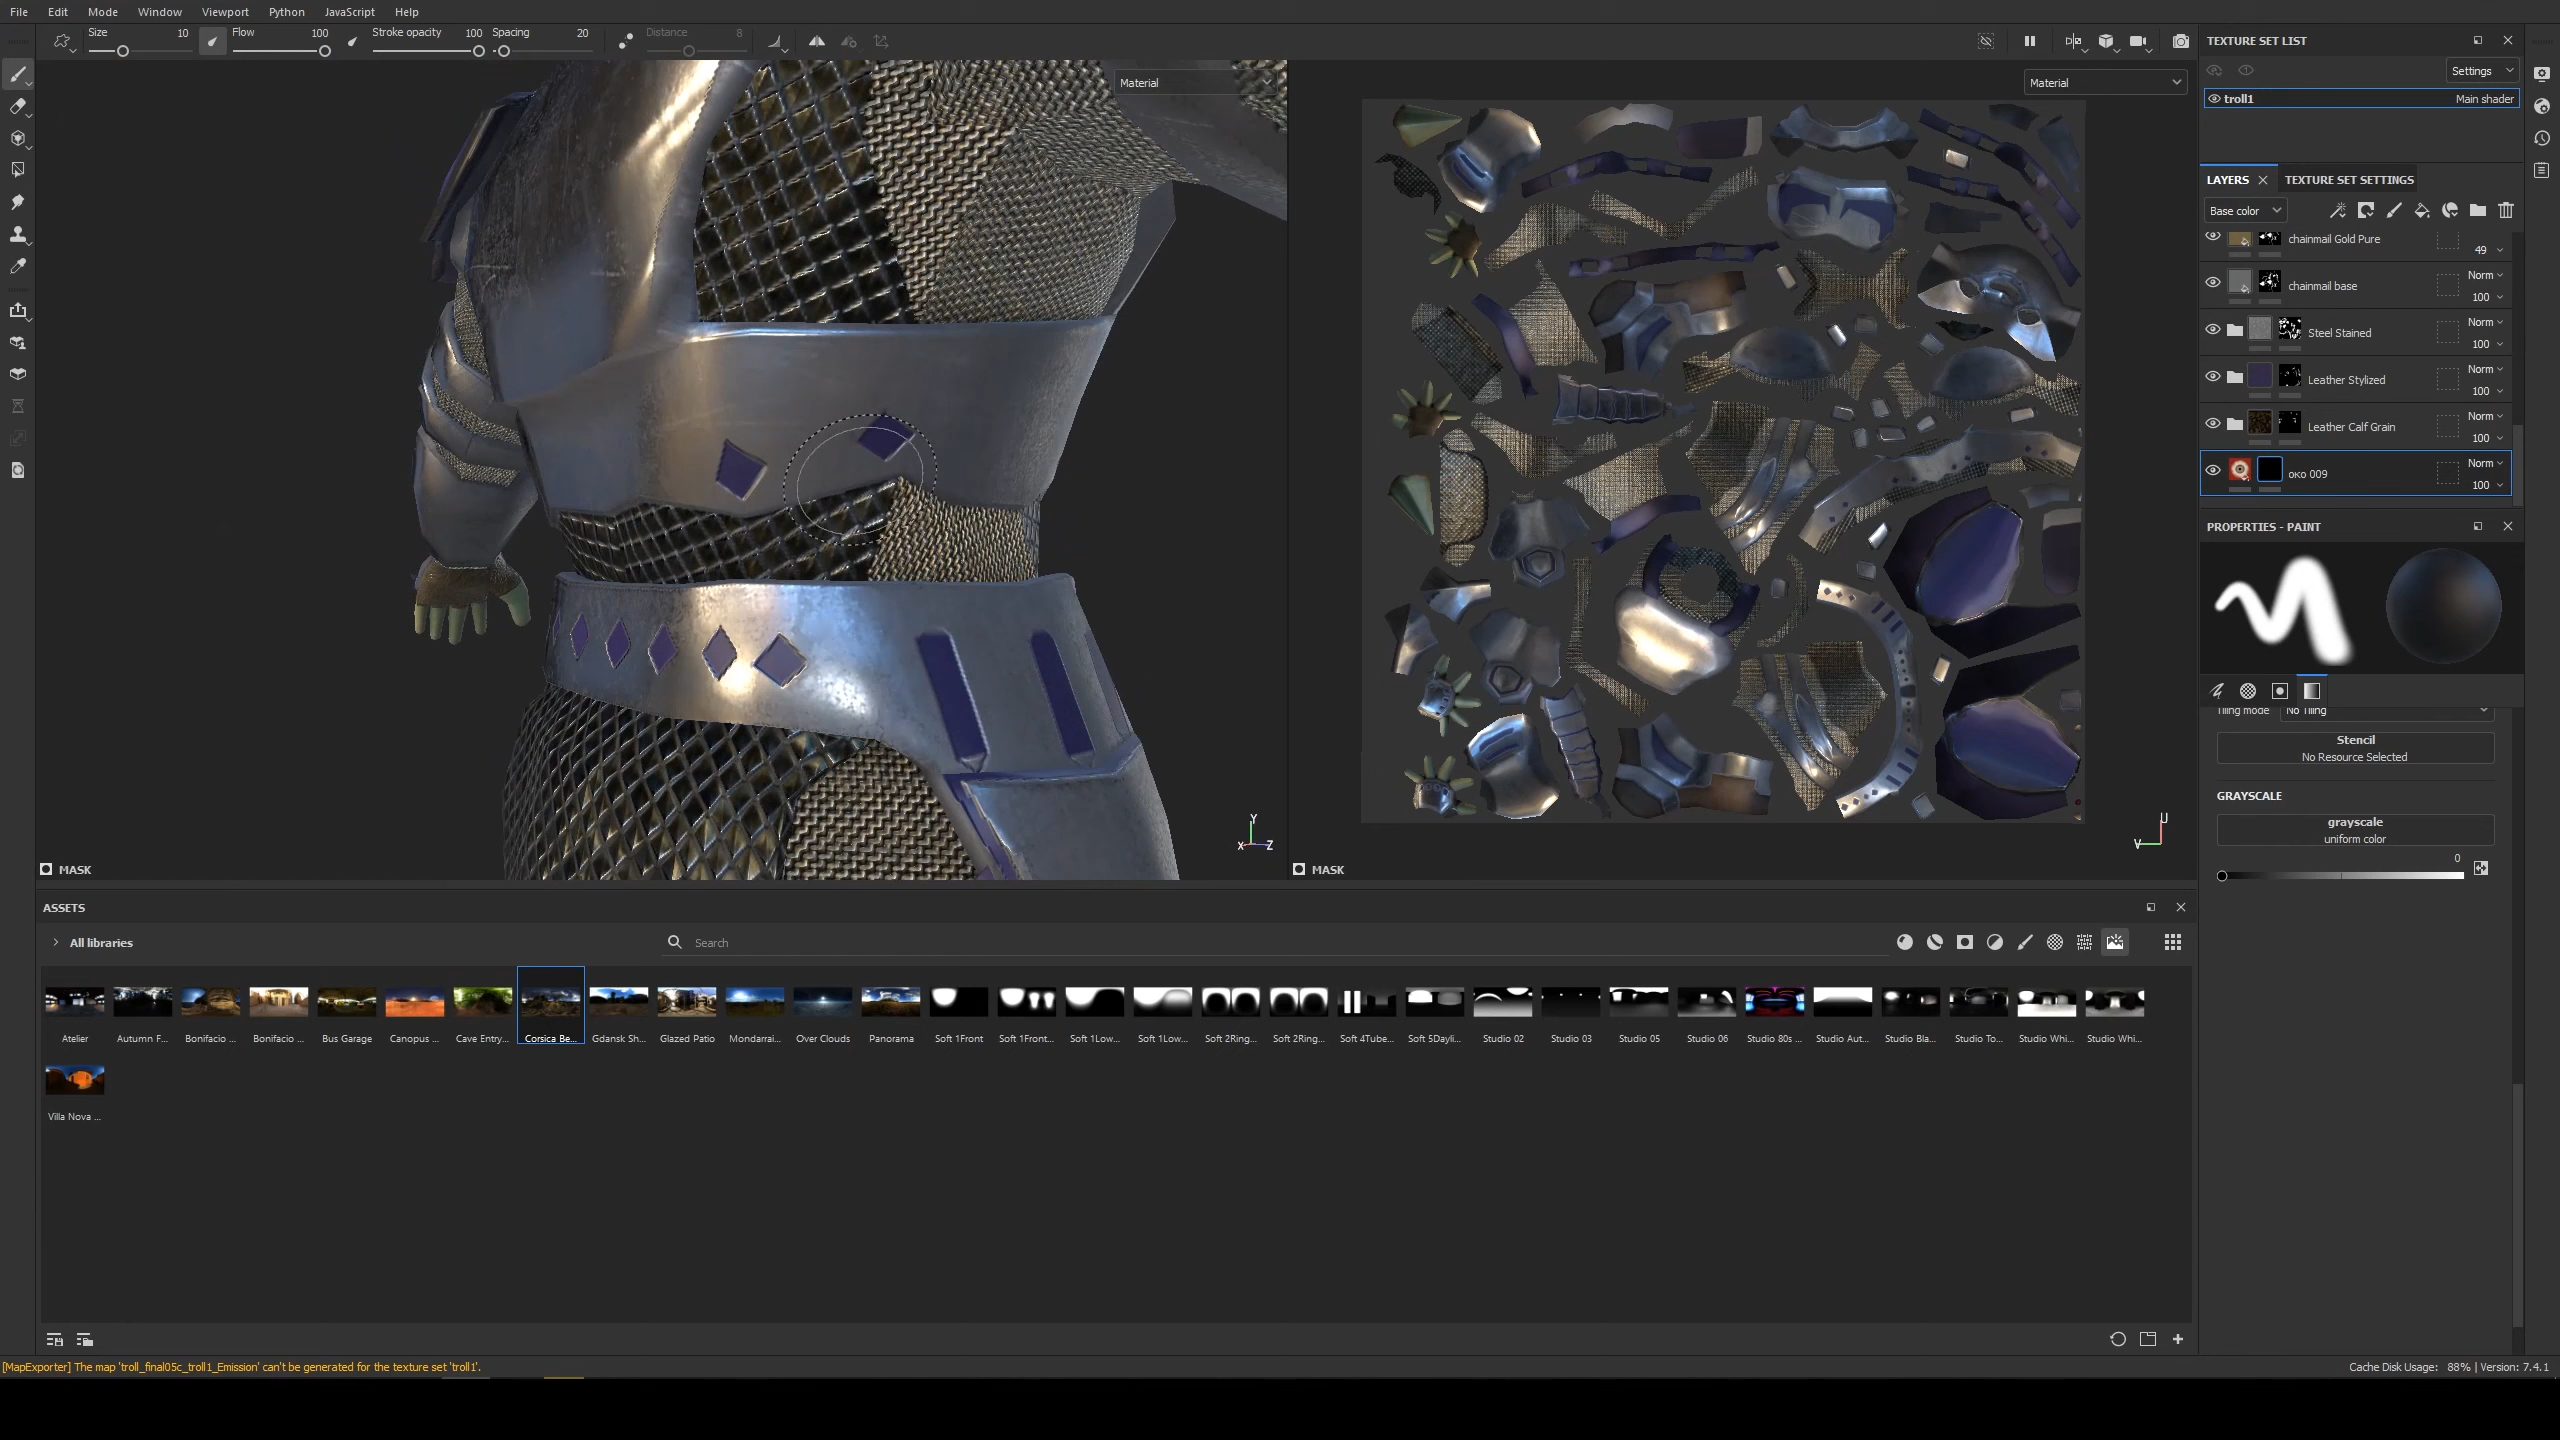 File Edit Mode Window Viewport Python JavaScript Help
Size 10 Flow 100 Stroke opacity 100 Spacing 20 Distance 8
Material
Material
MASK
MASK
TEXTURE SET LIST
Settings
troll1 Main shader
LAYERS TEXTURE SET SETTINGS
Base color
chainmail Gold Pure 49
chainmail base Norm 100
Steel Stained Norm 100
Leather Stylized Norm 100
Leather Calf Grain Norm 100
око 009 Norm 100
PROPERTIES - PAINT
Tiling mode No Tiling
Stencil
No Resource Selected
GRAYSCALE
grayscale
uniform color
0
ASSETS
All libraries Search
Atelier Autumn F... Bonifacio ... Bonifacio ... Bus Garage Canopus ... Cave Entry... Corsica Be... Gdansk Sh... Glazed Patio Mondarrai... Over Clouds Panorama Soft 1Front Soft 1Front... Soft 1Low... Soft 1Low... Soft 2Ring... Soft 2Ring... Soft 4Tube... Soft 5Dayli... Studio 02 Studio 03 Studio 05 Studio 06 Studio 80s ... Studio Aut... Studio Bla... Studio To... Studio Whi... Studio Whi...
Villa Nova ...
[MapExporter] The map 'troll_final05c_troll1_Emission' can't be generated for the texture set 'troll1'.
Cache Disk Usage: 88% | Version: 7.4.1
Y
X Z
U
V